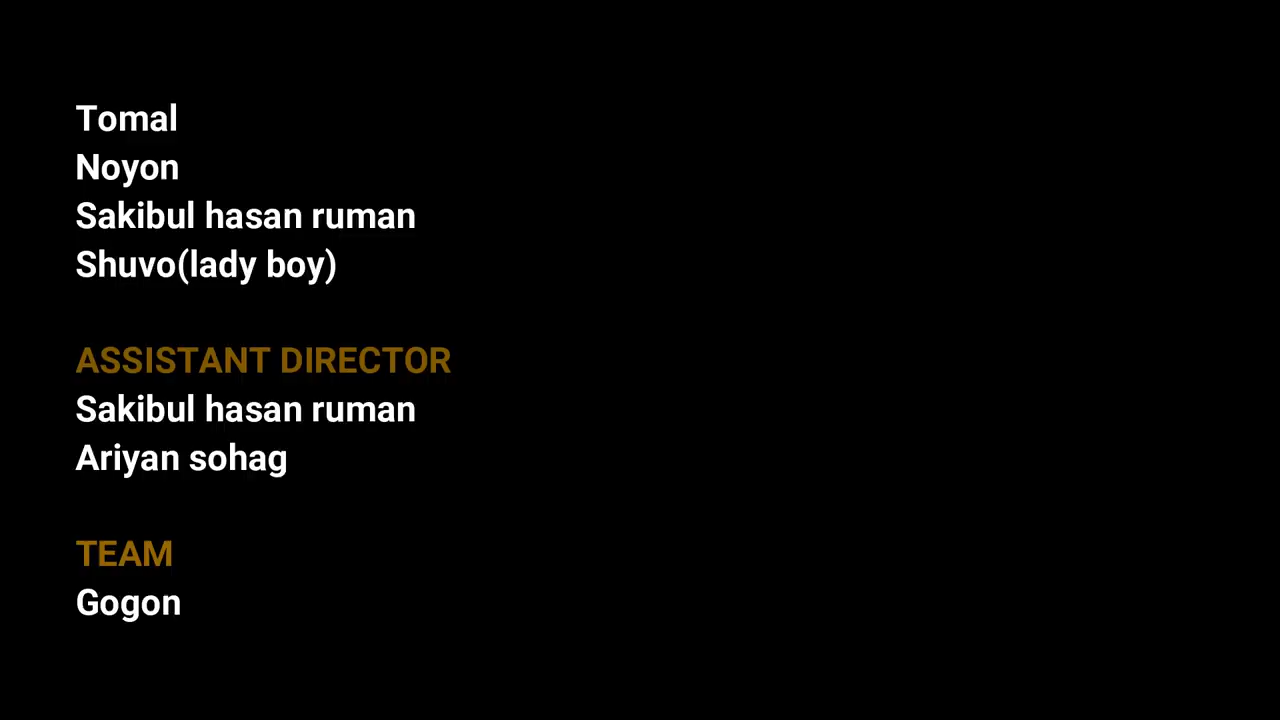 Tomal
Noyon
Sakibul hasan ruman
Shuvo(lady boy)
ASSISTANT DIRECTOR
Sakibul hasan ruman
Ariyan sohag
TEAM
Gogon